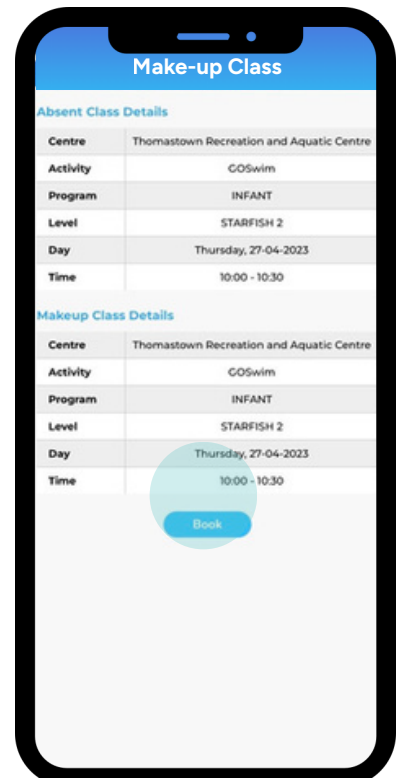 Make-up Class
Absent Class Details
Centre Thomastown Recreation and Aquatic Centre
Activity GOSwim
Program INFANT
Level STARFISH 2
Day Thursday, 27-04-2023
Time 10:00 - 10:30
Makeup Class Details
Centre Thomastown Recreation and Aquatic Centre
Activity GOSwim
Program INFANT
Level STARFISH 2
Day Thursday, 27-04-2023
Time 10:00 - 10:30
Book